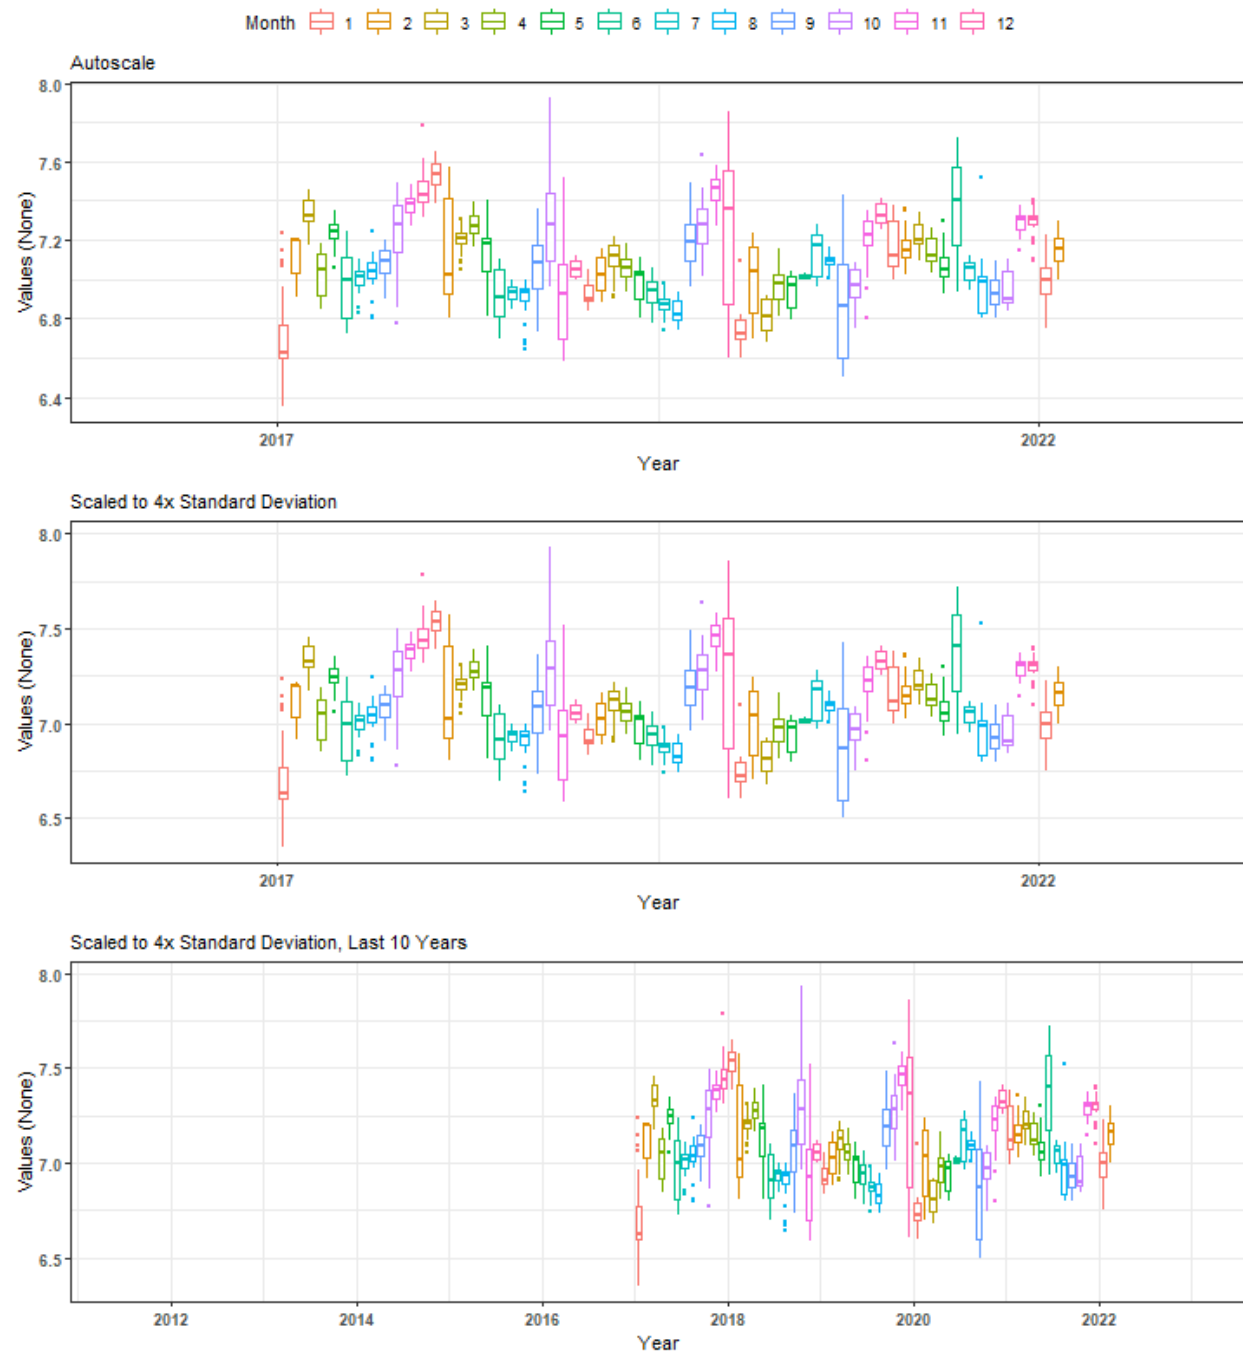 Month 1 2 3 4 5 6 7 8 9 10 11 12
Autoscale
8.0
7.6
7.2
6.8
6.4
Values (None)
2017 2022
Year
Scaled to 4x Standard Deviation
8.0
7.5
7.0
6.5
Values (None)
2017 2022
Year
Scaled to 4x Standard Deviation, Last 10 Years
8.0
7.5
7.0
6.5
Values (None)
2012 2014 2016 2018 2020 2022
Year